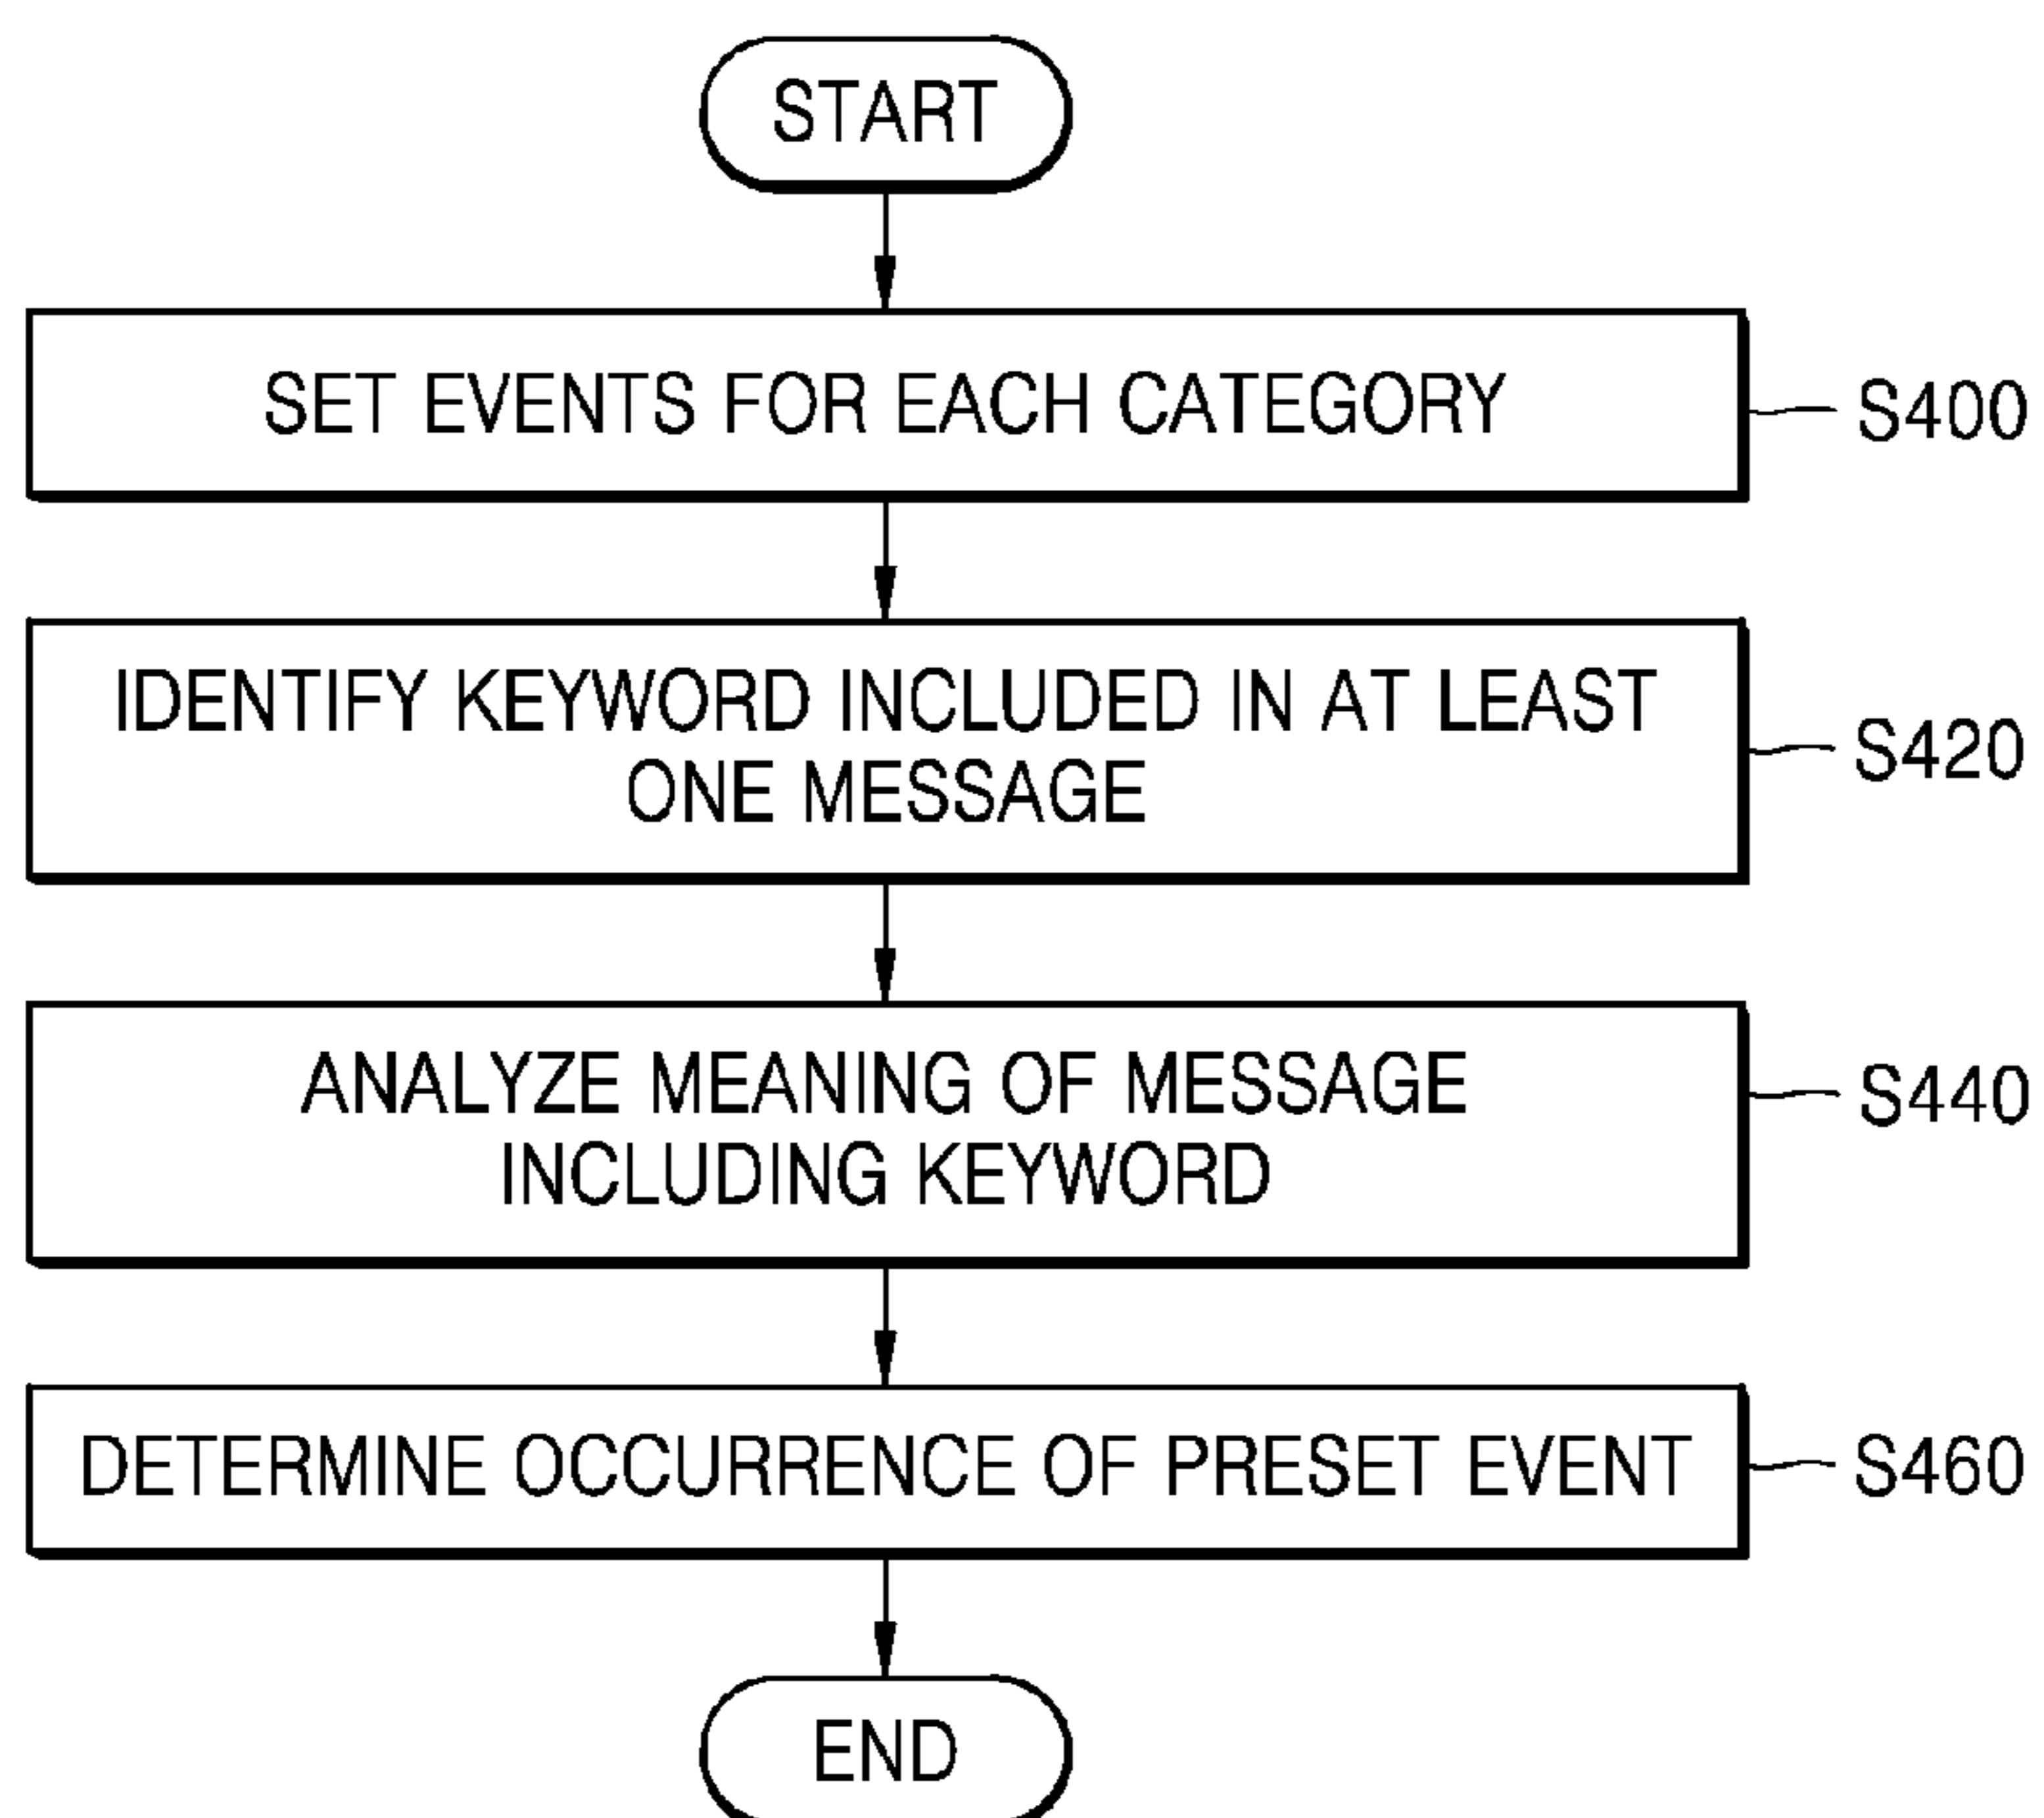 START
SET EVENTS FOR EACH CATEGORY
S400
IDENTIFY KEYWORD INCLUDED IN AT LEAST
ONE MESSAGE
S420
ANALYZE MEANING OF MESSAGE
INCLUDING KEYWORD
S440
DETERMINE OCCURRENCE OF PRESET EVENT
S460
END